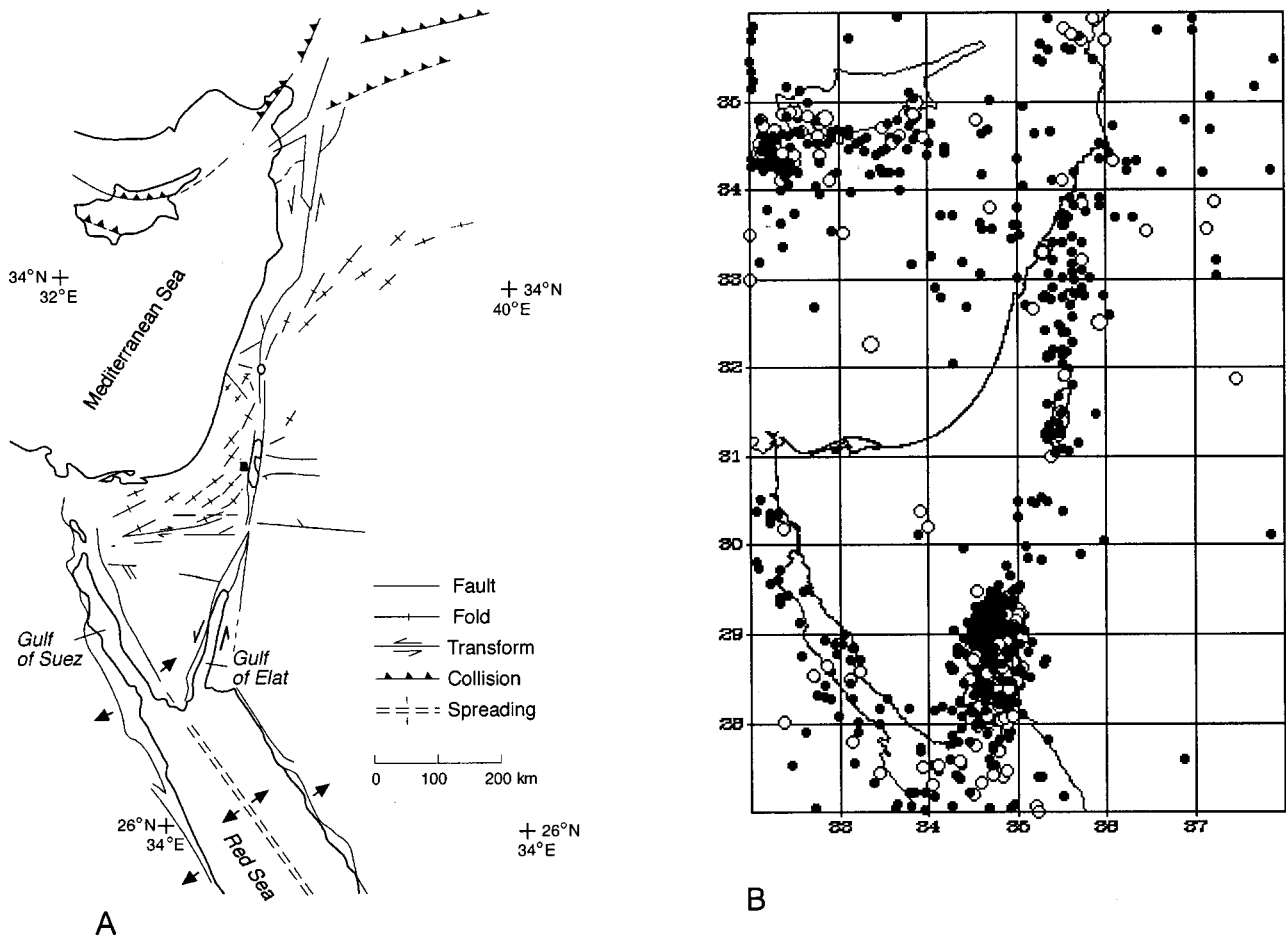 34°N
32°E
34°N
40°E
Mediterranean Sea
Gulf
of Suez
Gulf
of Elat
Fault
Fold
Transform
Collision
Spreading
0 100 200 km
26°N
34°E
26°N
34°E
Red Sea
A
35
34
33
32
31
30
29
28
33 34 35 36 37
B